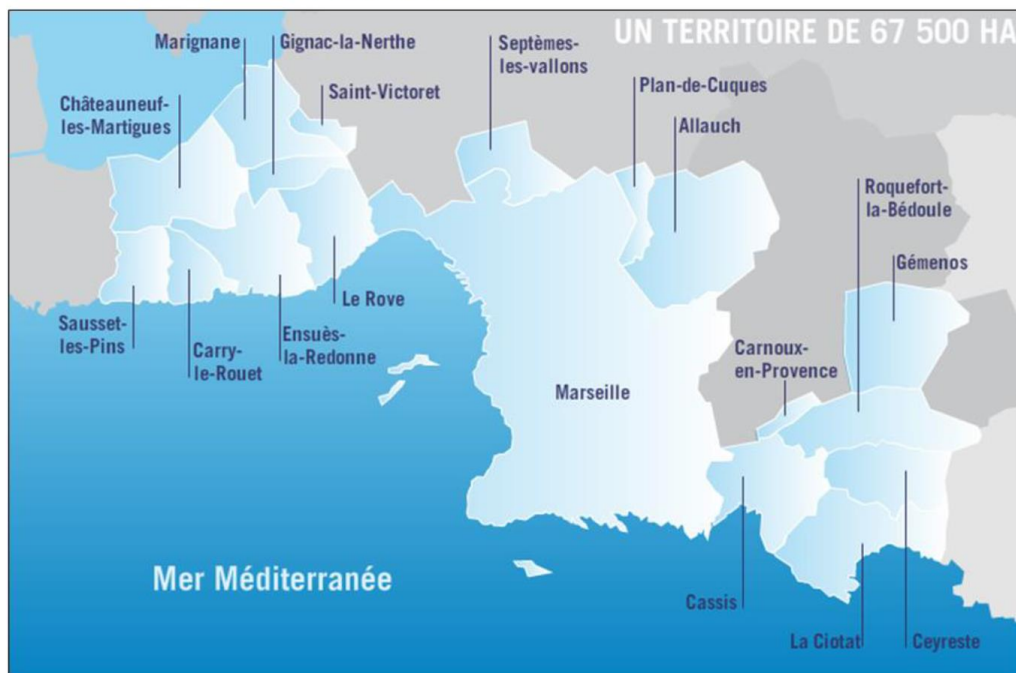 UN TERRITOIRE DE 67 500 HA
Marignane
Gignac-la-Nerthe
Septèmes-
les-vallons
Saint-Victoret
Plan-de-Cuques
Châteauneuf-
les-Martigues
Allauch
Roquefort-
la-Bédoule
Gémenos
Le Rove
Sausset-
les-Pins
Ensuès-
la-Redonne
Carry-
le-Rouet
Carnoux-
en-Provence
Marseille
Mer Méditerranée
Cassis
La Ciotat
Ceyreste